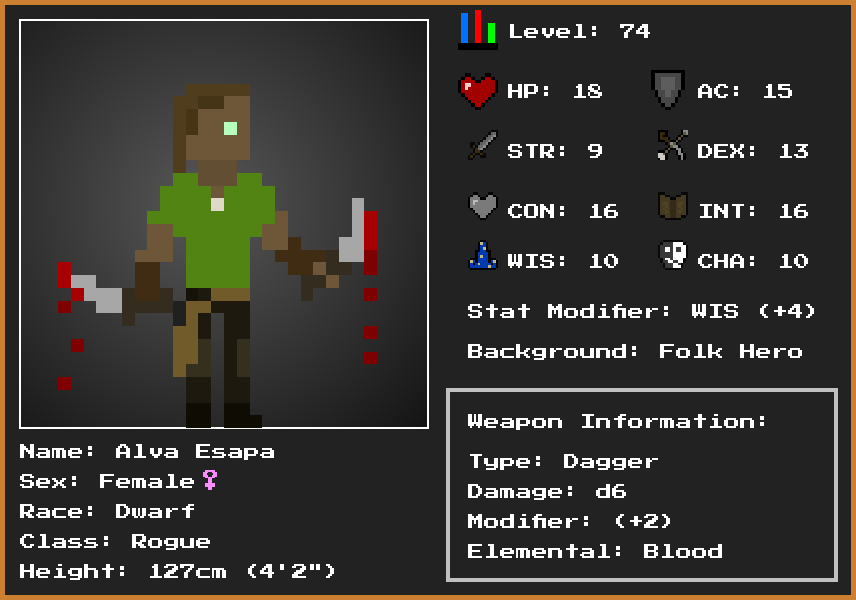 Level: 74
HP: 18
AC: 15
STR: 9
DEX: 13
CON: 16
INT: 16
WIS: 10
CHA: 10
Stat Modifier: WIS (+4)
Background: Folk Hero
Weapon Information:
Type: Dagger
Damage: d6
Modifier: (+2)
Elemental: Blood
Name: Alva Esapa
Sex: Female♀
Race: Dwarf
Class: Rogue
Height: 127cm (4'2")